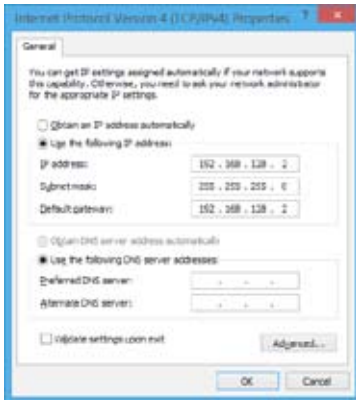 Internet Protocol Version 4 (TCP/IPv4) Properties
General
You can get IP settings assigned automatically if your network supports
this capability. Otherwise, you need to ask your network administrator
for the appropriate IP settings.
Obtain an IP address automatically
Use the following IP address:
IP address: 192 . 168 . 128 . 2
Subnet mask: 255 . 255 . 255 . 0
Default gateway: 192 . 168 . 128 . 2
Obtain DNS server address automatically
Use the following DNS server addresses:
Preferred DNS server: . . .
Alternate DNS server: . . .
Validate settings upon exit
Advanced...
OK Cancel